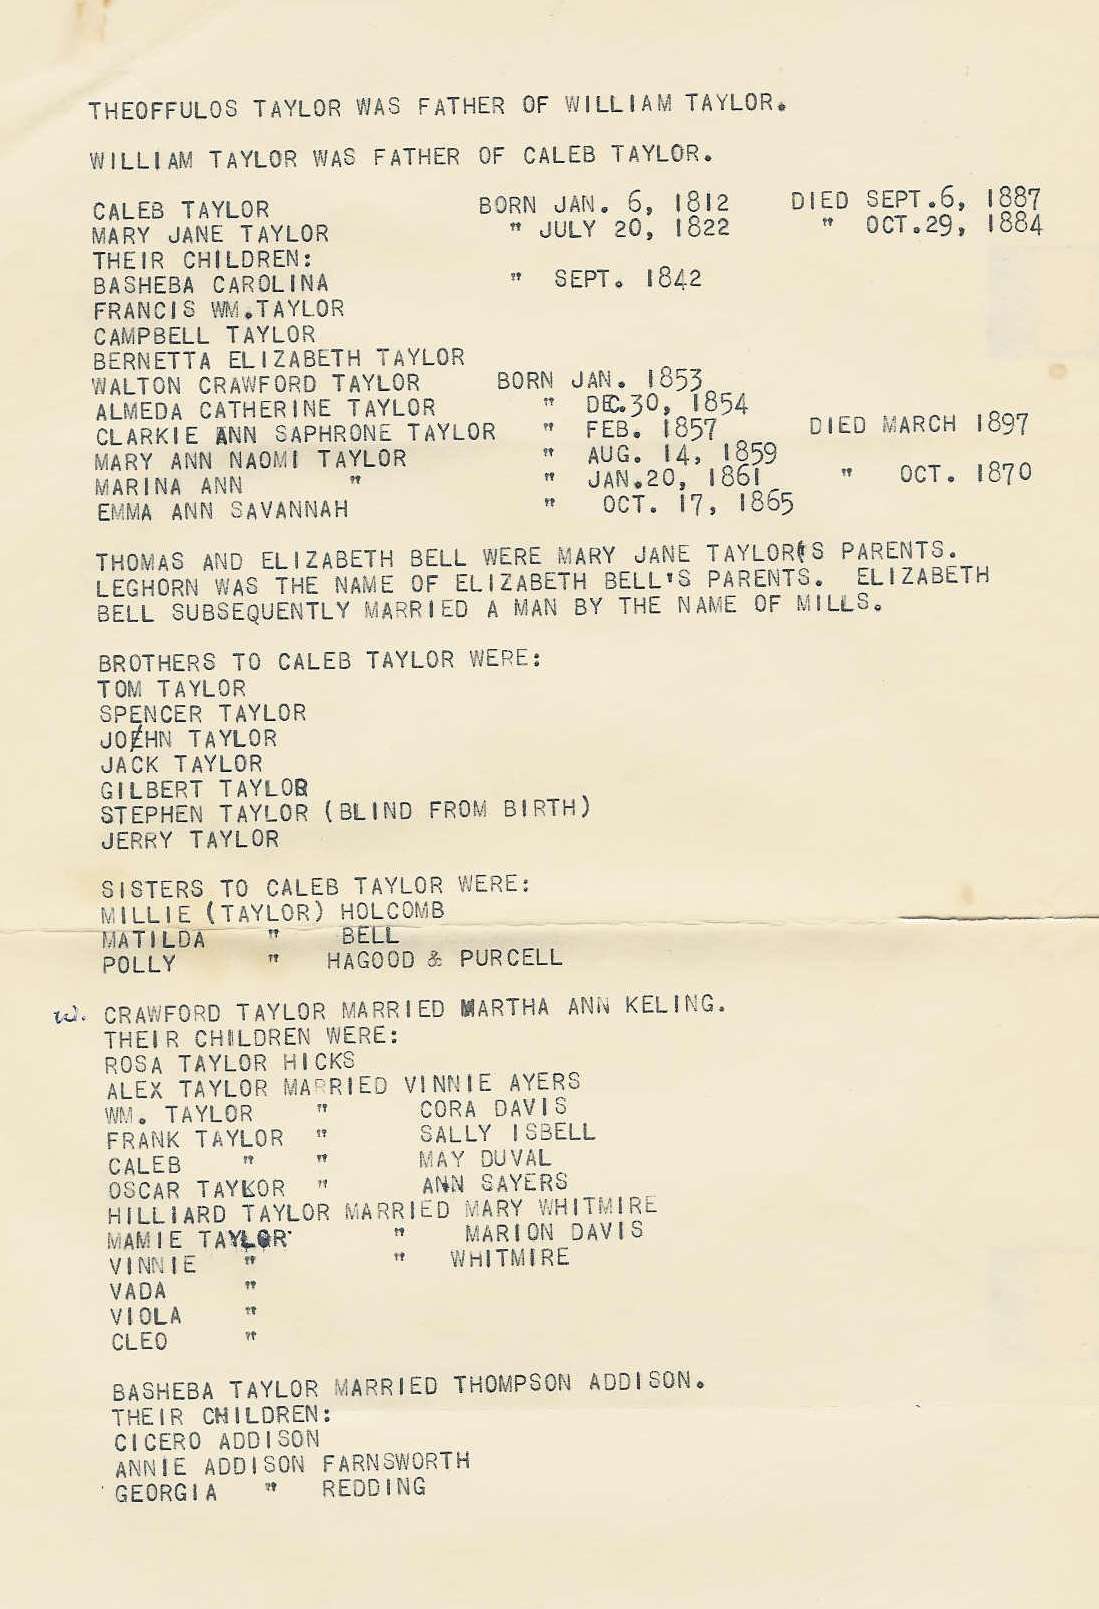 THEOFFULOS TAYLOR WAS FATHER OF WILLIAM TAYLOR.
WILLIAM TAYLOR WAS FATHER OF CALEB TAYLOR.
CALEB TAYLOR BORN JAN. 6, 1812 DIED SEPT.6, 1887
MARY JANE TAYLOR " JULY 20, 1822 " OCT.29, 1884
THEIR CHILDREN:
BASHEBA CAROLINA " SEPT. 1842
FRANCIS WM.TAYLOR
CAMPBELL TAYLOR
BERNETTA ELIZABETH TAYLOR
WALTON CRAWFORD TAYLOR BORN JAN. 1853
ALMEDA CATHERINE TAYLOR " DEC.30, 1854
CLARKIE ANN SAPHRONE TAYLOR " FEB. 1857 DIED MARCH 1897
MARY ANN NAOMI TAYLOR " AUG. 14, 1859
MARINA ANN " " JAN.20, 1861 " OCT. 1870
EMMA ANN SAVANNAH " OCT. 17, 1865
THOMAS AND ELIZABETH BELL WERE MARY JANE TAYLOR'S PARENTS.
LEGHORN WAS THE NAME OF ELIZABETH BELL'S PARENTS. ELIZABETH
BELL SUBSEQUENTLY MARRIED A MAN BY THE NAME OF MILLS.
BROTHERS TO CALEB TAYLOR WERE:
TOM TAYLOR
SPENCER TAYLOR
JOHN TAYLOR
JACK TAYLOR
GILBERT TAYLOR
STEPHEN TAYLOR (BLIND FROM BIRTH)
JERRY TAYLOR
SISTERS TO CALEB TAYLOR WERE:
MILLIE (TAYLOR) HOLCOMB
MATILDA " BELL
POLLY " HAGOOD & PURCELL
W. CRAWFORD TAYLOR MARRIED MARTHA ANN KELING.
THEIR CHILDREN WERE:
ROSA TAYLOR HICKS
ALEX TAYLOR MARRIED VINNIE AYERS
WM. TAYLOR " CORA DAVIS
FRANK TAYLOR " SALLY ISBELL
CALEB " " MAY DUVAL
OSCAR TAYLOR " ANN SAYERS
HILLIARD TAYLOR MARRIED MARY WHITMIRE
MAMIE TAYLOR " MARION DAVIS
VINNIE " " WHITMIRE
VADA "
VIOLA "
CLEO "
BASHEBA TAYLOR MARRIED THOMPSON ADDISON.
THEIR CHILDREN:
CICERO ADDISON
ANNIE ADDISON FARNSWORTH
GEORGIA " REDDING